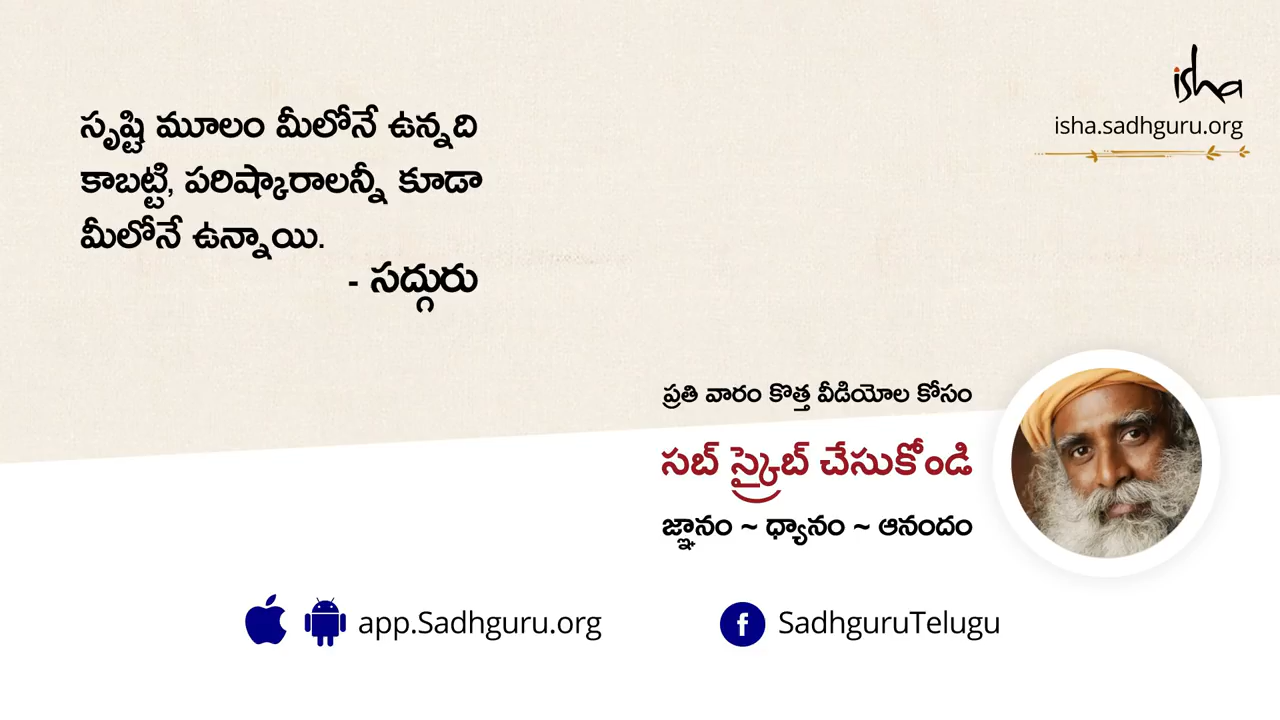 సృష్టి మూలం మీలోనే ఉన్నది
కాబట్టి, పరిష్కారాలన్నీ కూడా
మీలోనే ఉన్నాయి.
- సద్గురు
isha
isha.sadhguru.org
ప్రతి వారం కొత్త వీడియోల కోసం
సబ్ స్క్రైబ్ చేసుకోండి
జ్ఞానం ~ ధ్యానం ~ ఆనందం
app.Sadhguru.org
f SadhguruTelugu